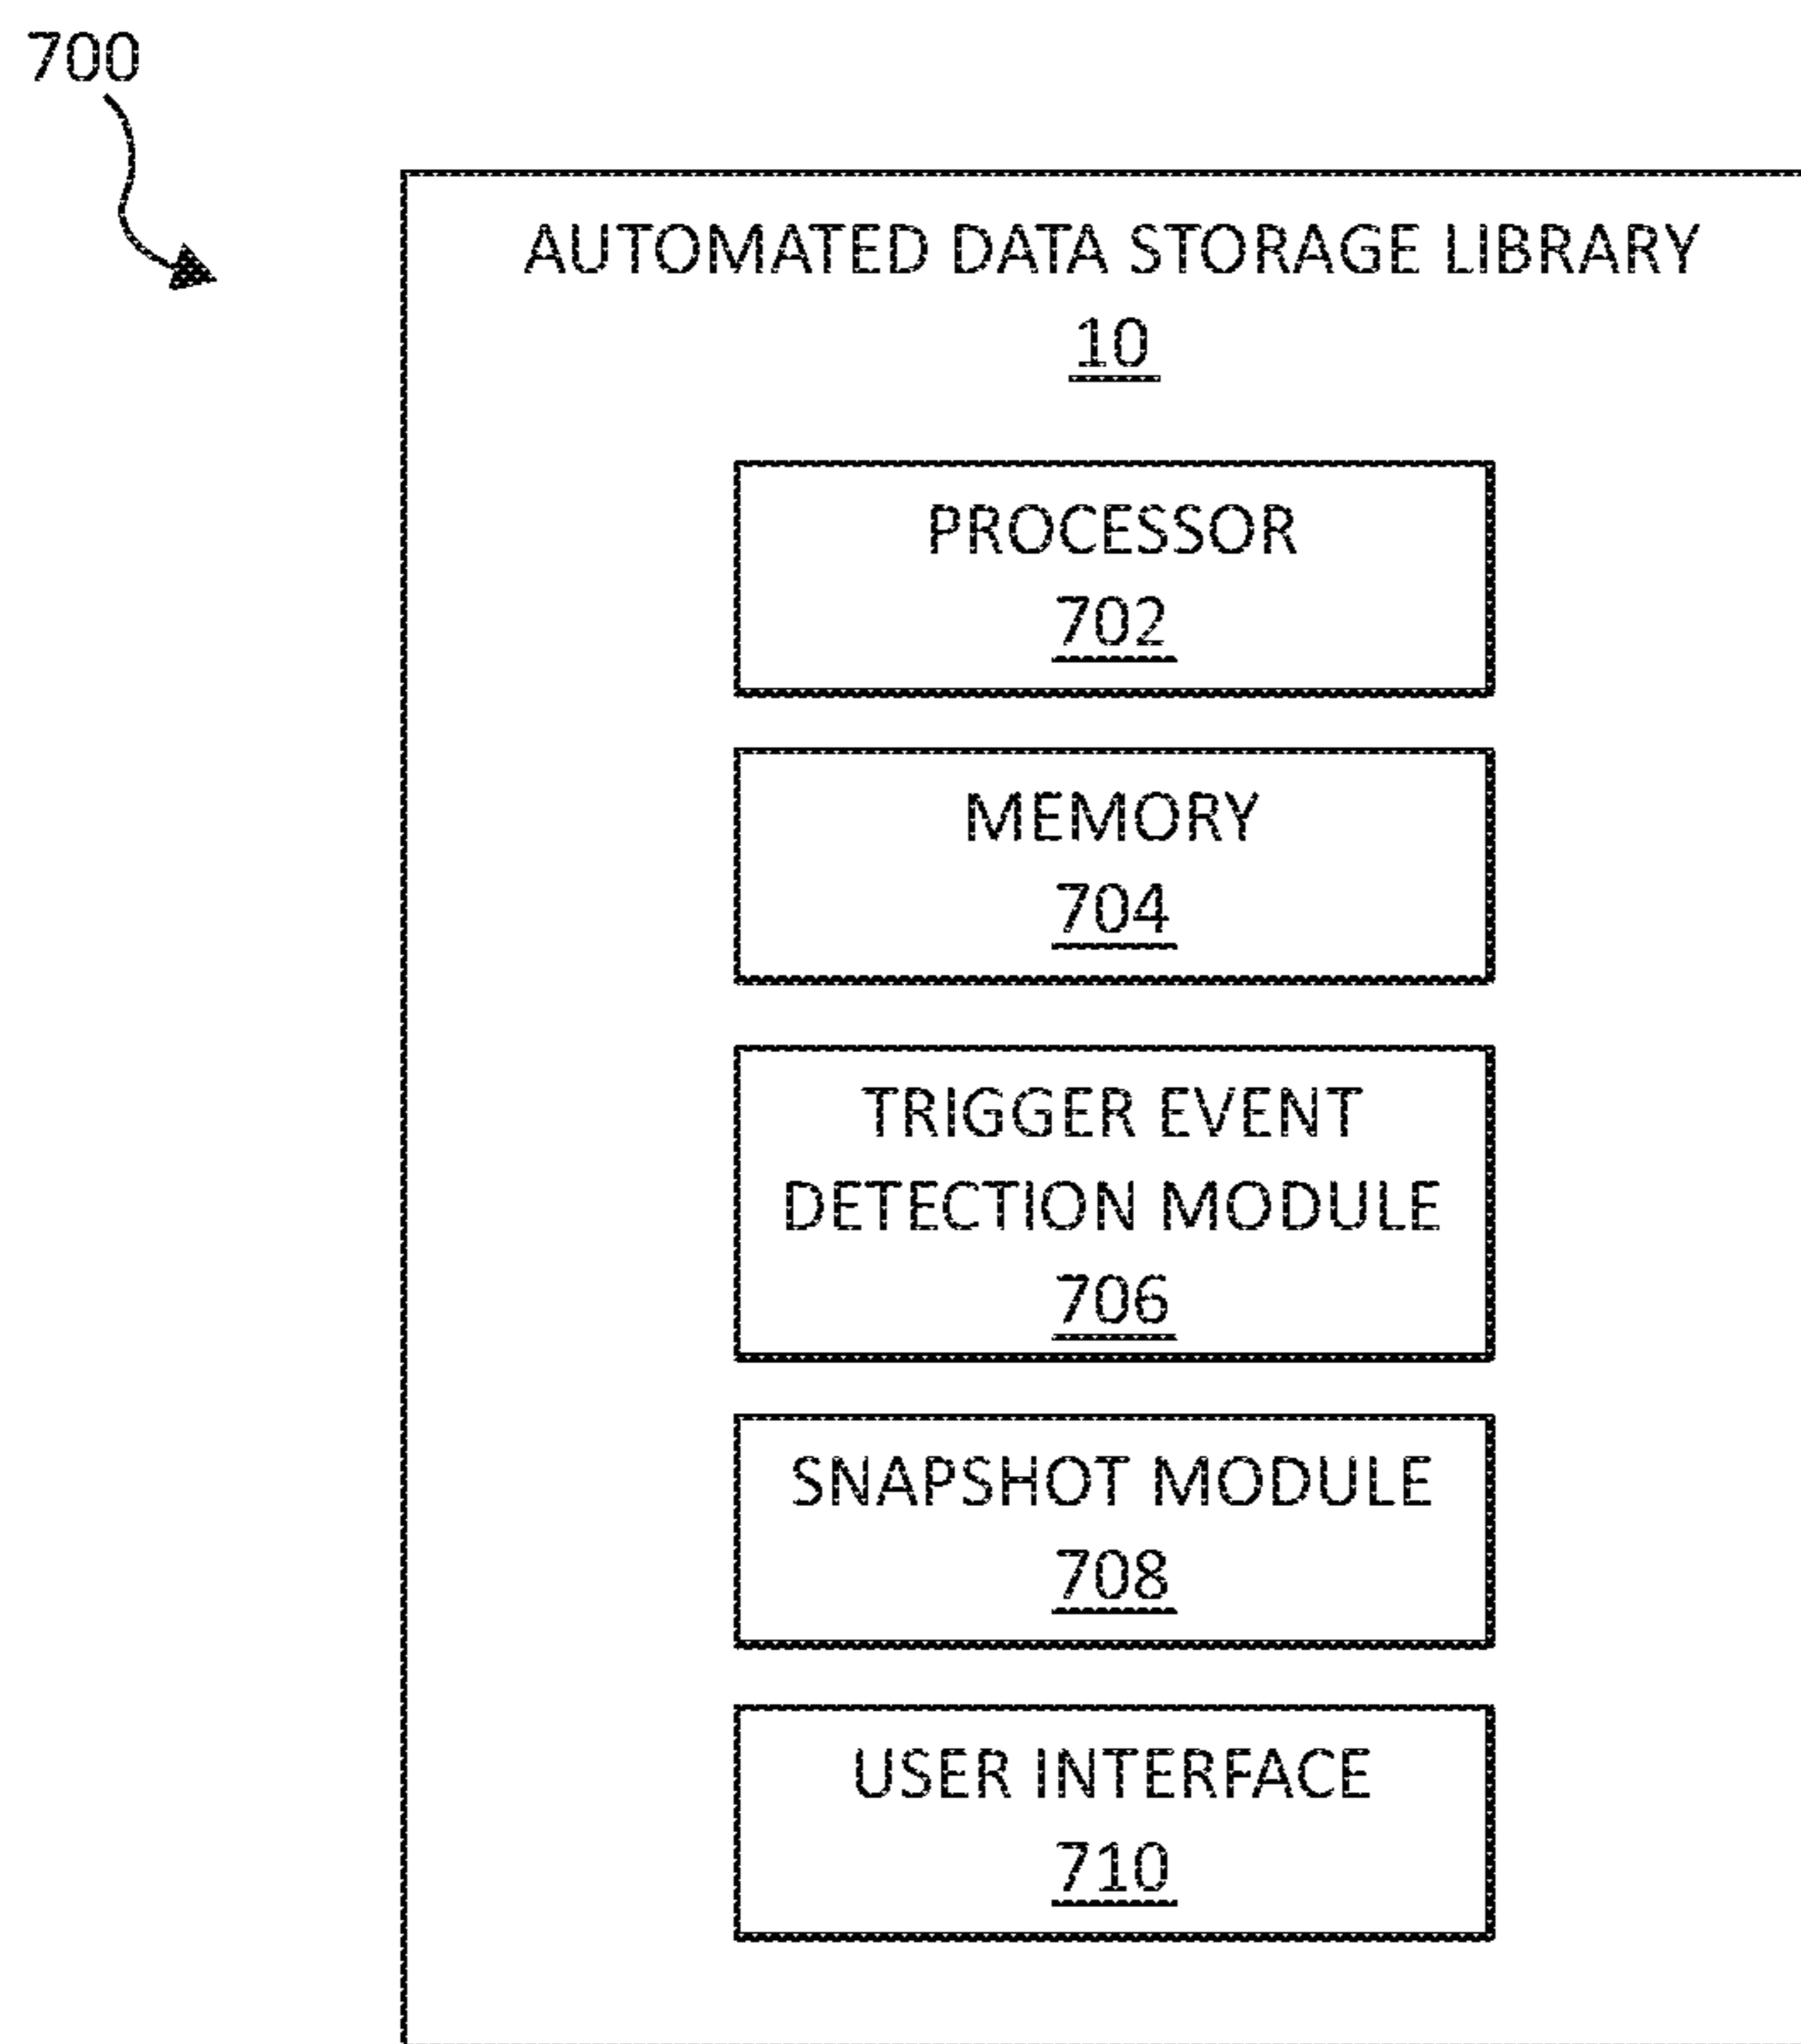 700
AUTOMATED DATA STORAGE LIBRARY
10
PROCESSOR
702
MEMORY
704
TRIGGER EVENT
DETECTION MODULE
706
SNAPSHOT MODULE
708
USER INTERFACE
710